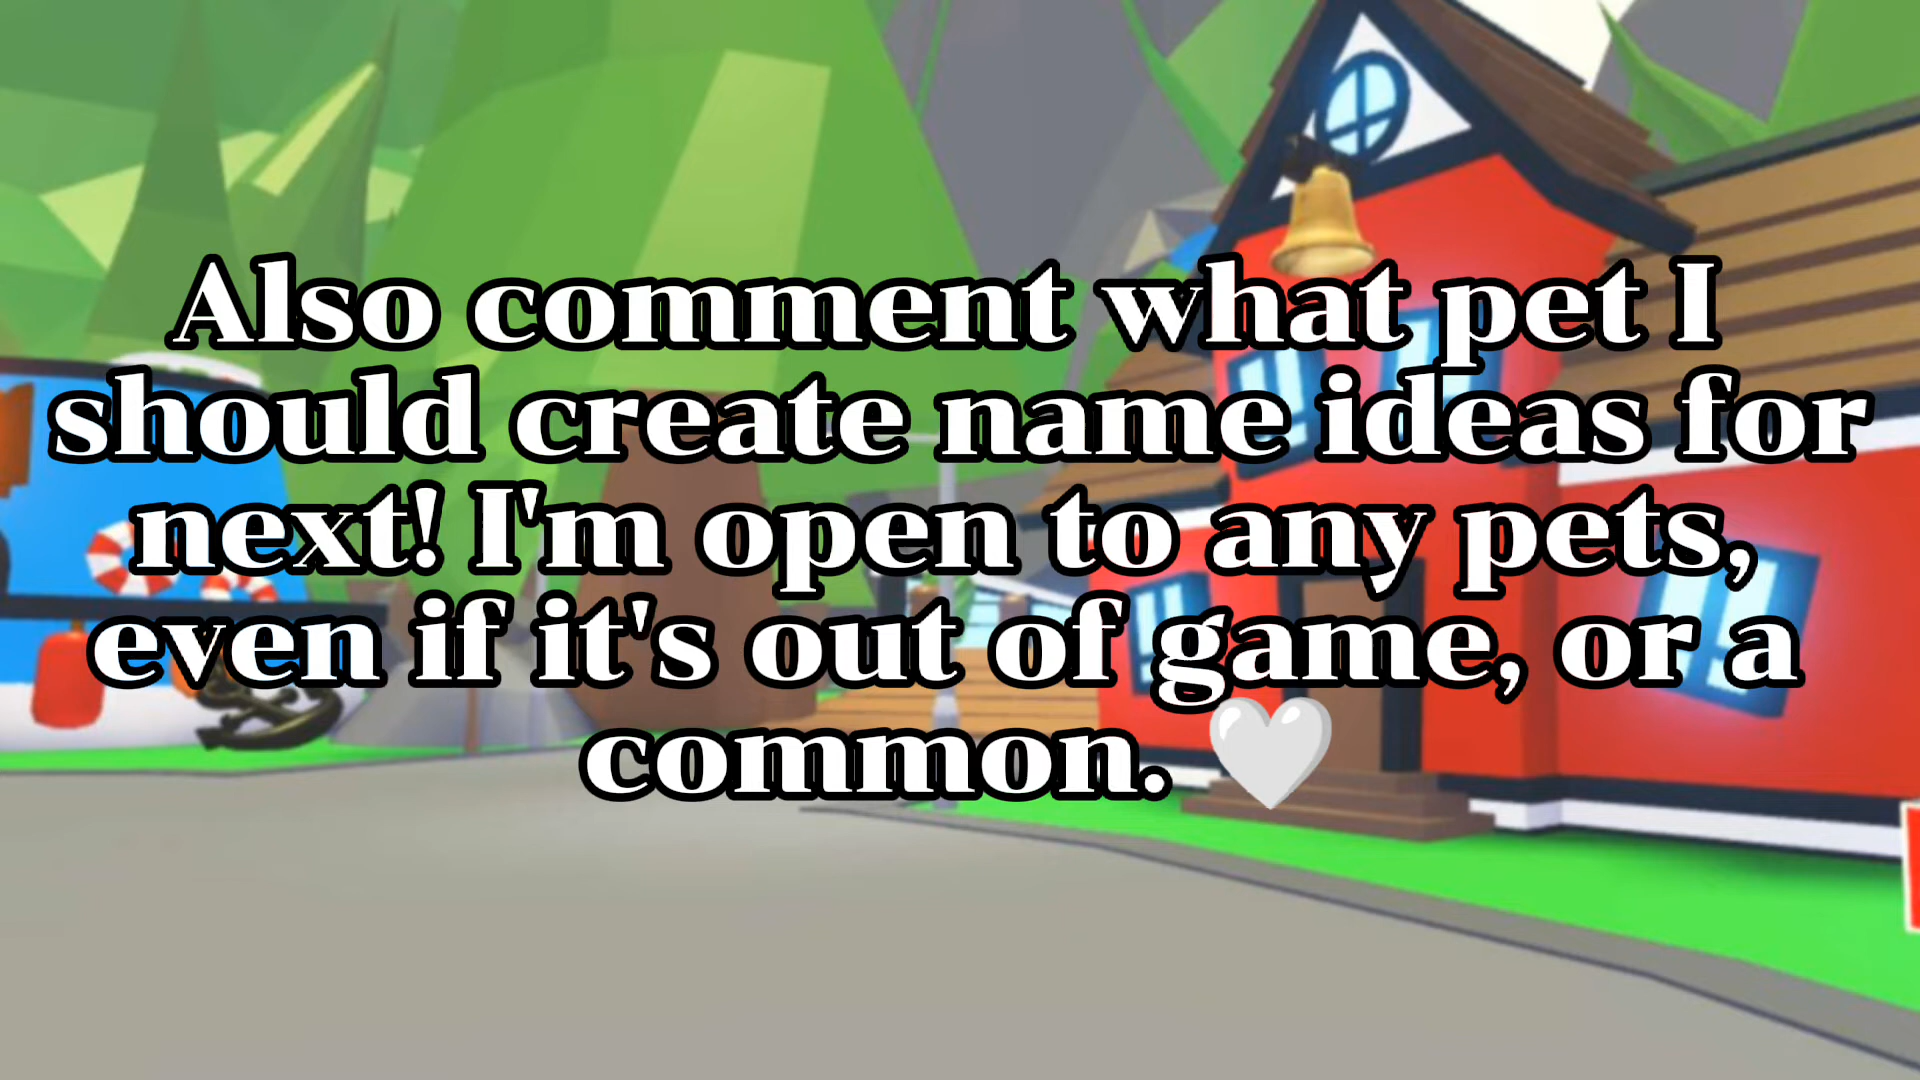 Also comment what pet I
should create name ideas for
next! I'm open to any pets,
even if it's out of game, or a
common. 🤍